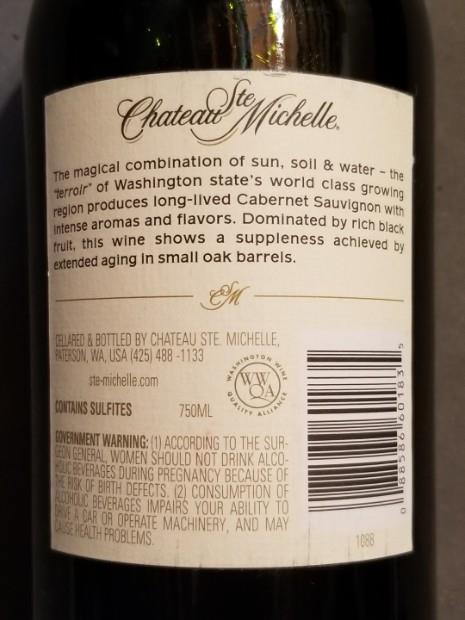 Chateau Ste Michelle®
The magical combination of sun, soil & water – the
"terroir" of Washington state's world class growing
region produces long-lived Cabernet Sauvignon with
intense aromas and flavors. Dominated by rich black
fruit, this wine shows a suppleness achieved by
extended aging in small oak barrels.
CSM
CELLARED & BOTTLED BY CHATEAU STE. MICHELLE,
PATERSON, WA, USA (425) 488 -1133
ste-michelle.com
WASHINGTON WINE
WWQA
QUALITY ALLIANCE
CONTAINS SULFITES 750ML
GOVERNMENT WARNING: (1) ACCORDING TO THE SUR-
GEON GENERAL, WOMEN SHOULD NOT DRINK ALCO-
HOLIC BEVERAGES DURING PREGNANCY BECAUSE OF
THE RISK OF BIRTH DEFECTS. (2) CONSUMPTION OF
ALCOHOLIC BEVERAGES IMPAIRS YOUR ABILITY TO
DRIVE A CAR OR OPERATE MACHINERY, AND MAY
CAUSE HEALTH PROBLEMS.
0 88586 60183 5
1088